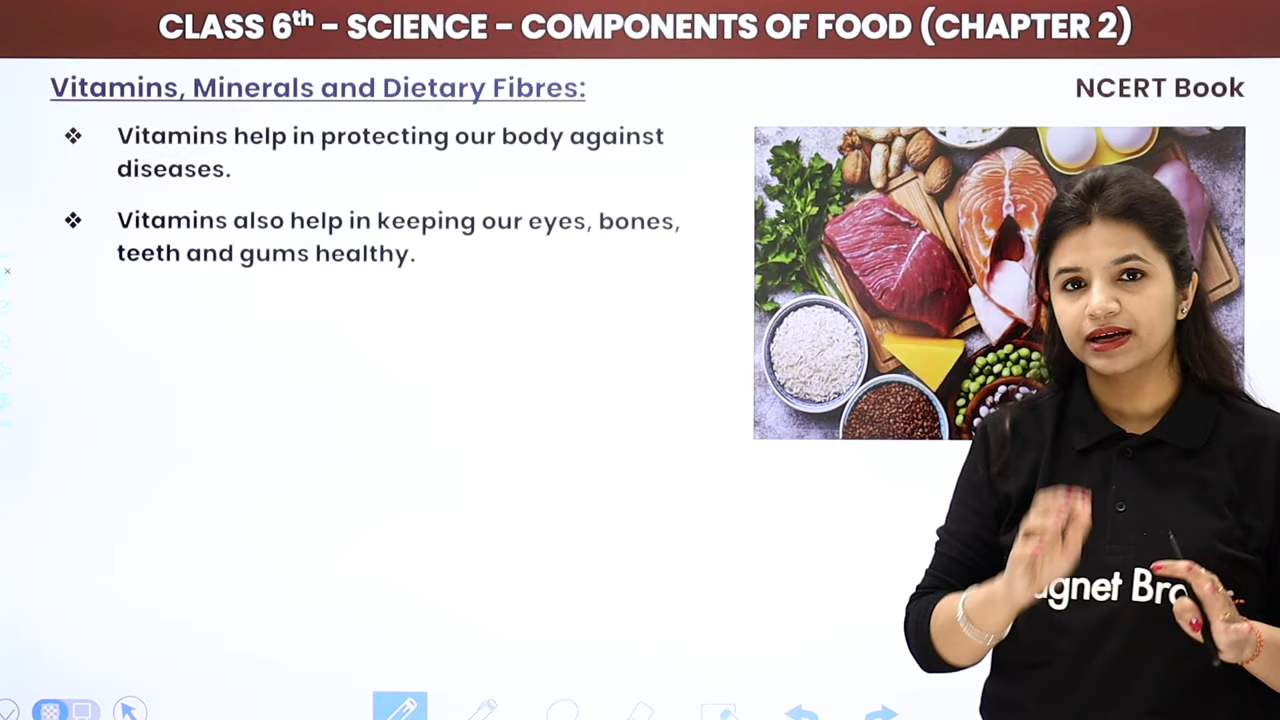 CLASS 6th - SCIENCE - COMPONENTS OF FOOD (CHAPTER 2)
Vitamins, Minerals and Dietary Fibres:
NCERT Book
❖ Vitamins help in protecting our body against
diseases.
❖ Vitamins also help in keeping our eyes, bones,
teeth and gums healthy.